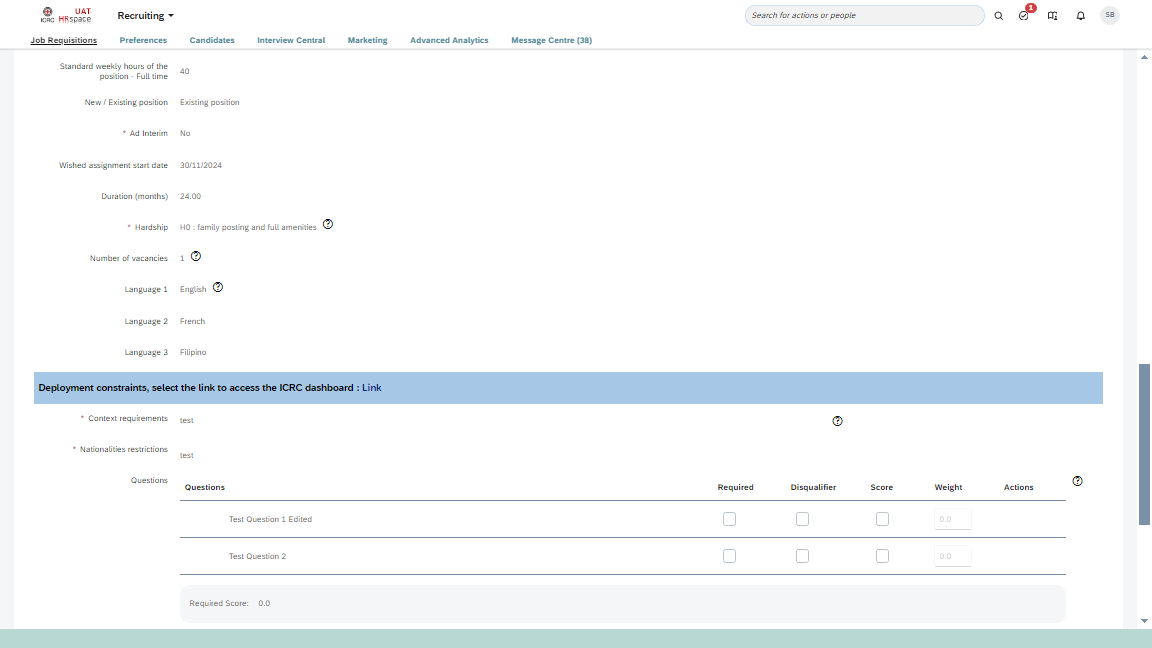 UAT
ICRC HRspace
Recruiting
Search for actions or people
1
SB
Job Requisitions Preferences Candidates Interview Central Marketing Advanced Analytics Message Centre (38)
Standard weekly hours of the
position - Full time 40
New / Existing position Existing position
* Ad Interim No
Wished assignment start date 30/11/2024
Duration (months) 24.00
* Hardship H0 : family posting and full amenities ?
Number of vacancies 1 ?
Language 1 English ?
Language 2 French
Language 3 Filipino
Deployment constraints, select the link to access the ICRC dashboard : Link
* Context requirements test ?
* Nationalities restrictions test
Questions
Questions Required Disqualifier Score Weight Actions ?
Test Question 1 Edited 0.0
Test Question 2 0.0
Required Score: 0.0